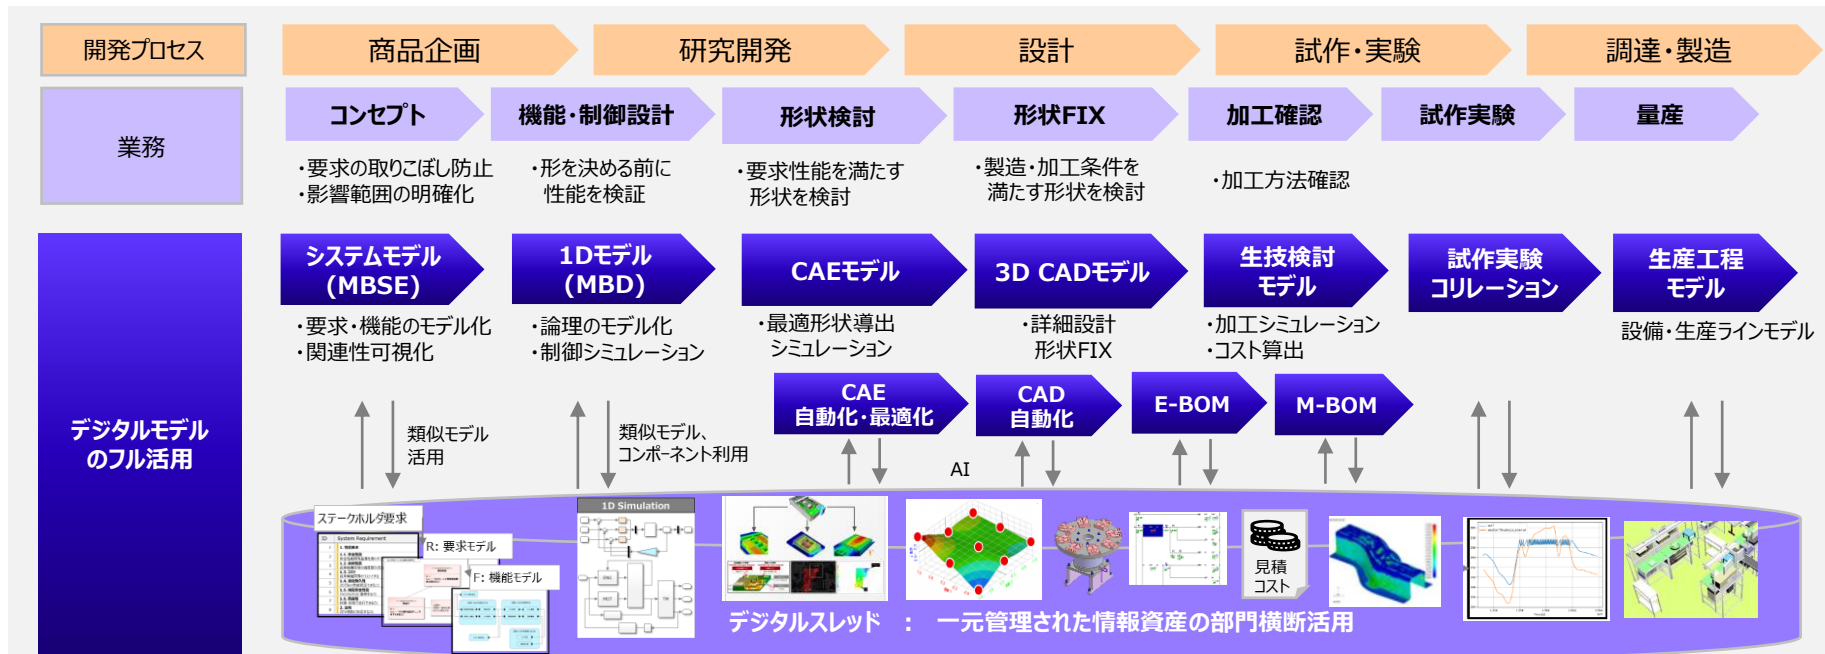 開発プロセス
商品企画
研究開発
設計
試作・実験
調達・製造
業務
コンセプト
機能・制御設計
形状検討
形状FIX
加工確認
試作実験
量産
・要求の取りこぼし防止
・影響範囲の明確化
・形を決める前に
性能を検証
・要求性能を満たす
形状を検討
・製造・加工条件を
満たす形状を検討
・加工方法確認
デジタルモデル
のフル活用
システムモデル
(MBSE)
1Dモデル
(MBD)
CAEモデル
3D CADモデル
生技検討
モデル
試作実験
コリレーション
生産工程
モデル
・要求・機能のモデル化
・関連性可視化
・論理のモデル化
・制御シミュレーション
・最適形状導出
シミュレーション
・詳細設計
形状FIX
・加工シミュレーション
・コスト算出
設備・生産ラインモデル
CAE
自動化・最適化
CAD
自動化
E-BOM
M-BOM
類似モデル
活用
類似モデル、
コンポーネント利用
AI
ステークホルダ要求
ID System Requirement
R: 要求モデル
F: 機能モデル
1D Simulation
見積
コスト
デジタルスレッド ： 一元管理された情報資産の部門横断活用